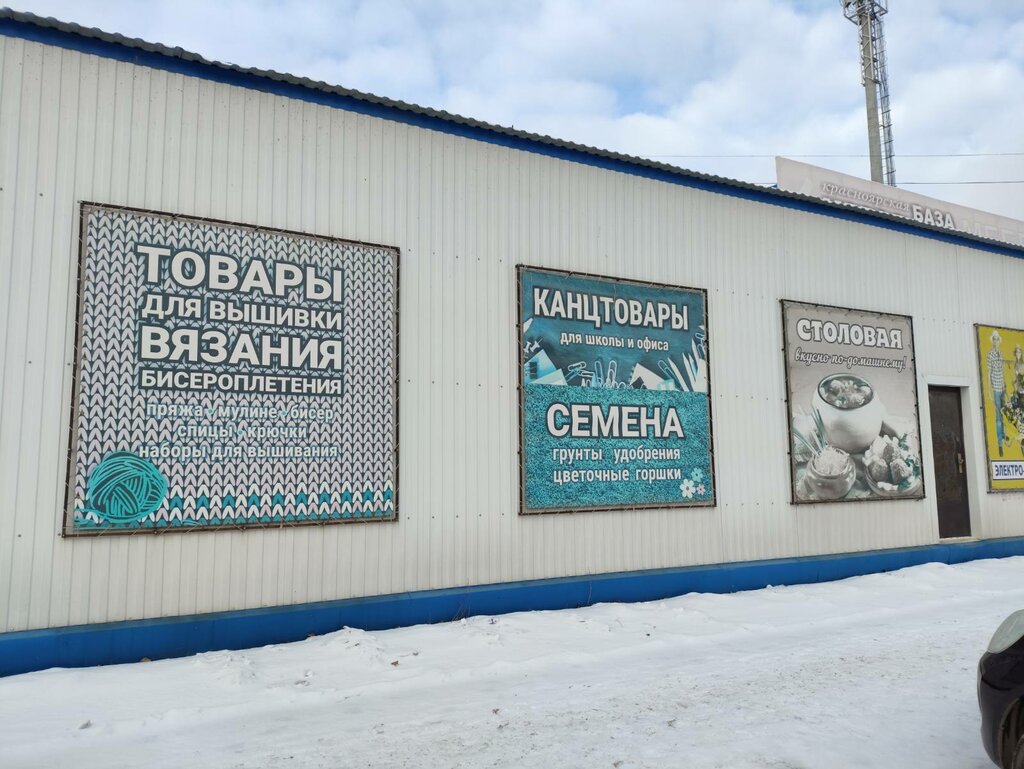 ТОВАРЫ
ДЛЯ ВЫШИВКИ
ВЯЗАНИЯ
БИСЕРОПЛЕТЕНИЯ
пряжа - мулине - бисер
спицы - крючки
наборы для вышивания
КАНЦТОВАРЫ
для школы и офиса
СЕМЕНА
грунты удобрения
цветочные горшки
СТОЛОВАЯ
вкусно по-домашнему!
ЭЛЕКТРО-
красноярская
БАЗА